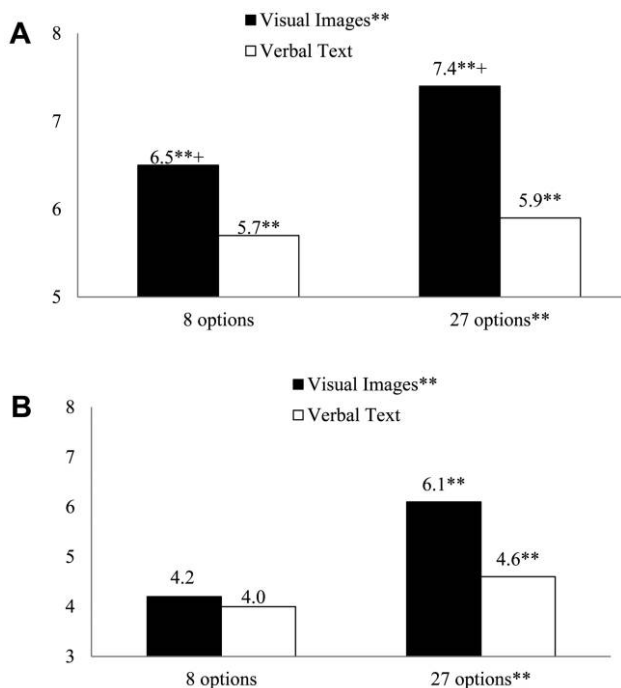 A
■ Visual Images**
□ Verbal Text
8
7
6
5
6.5**+
5.7**
7.4**+
5.9**
8 options 27 options**
B
■ Visual Images**
□ Verbal Text
8
7
6
5
4
3
4.2
4.0
6.1**
4.6**
8 options 27 options**